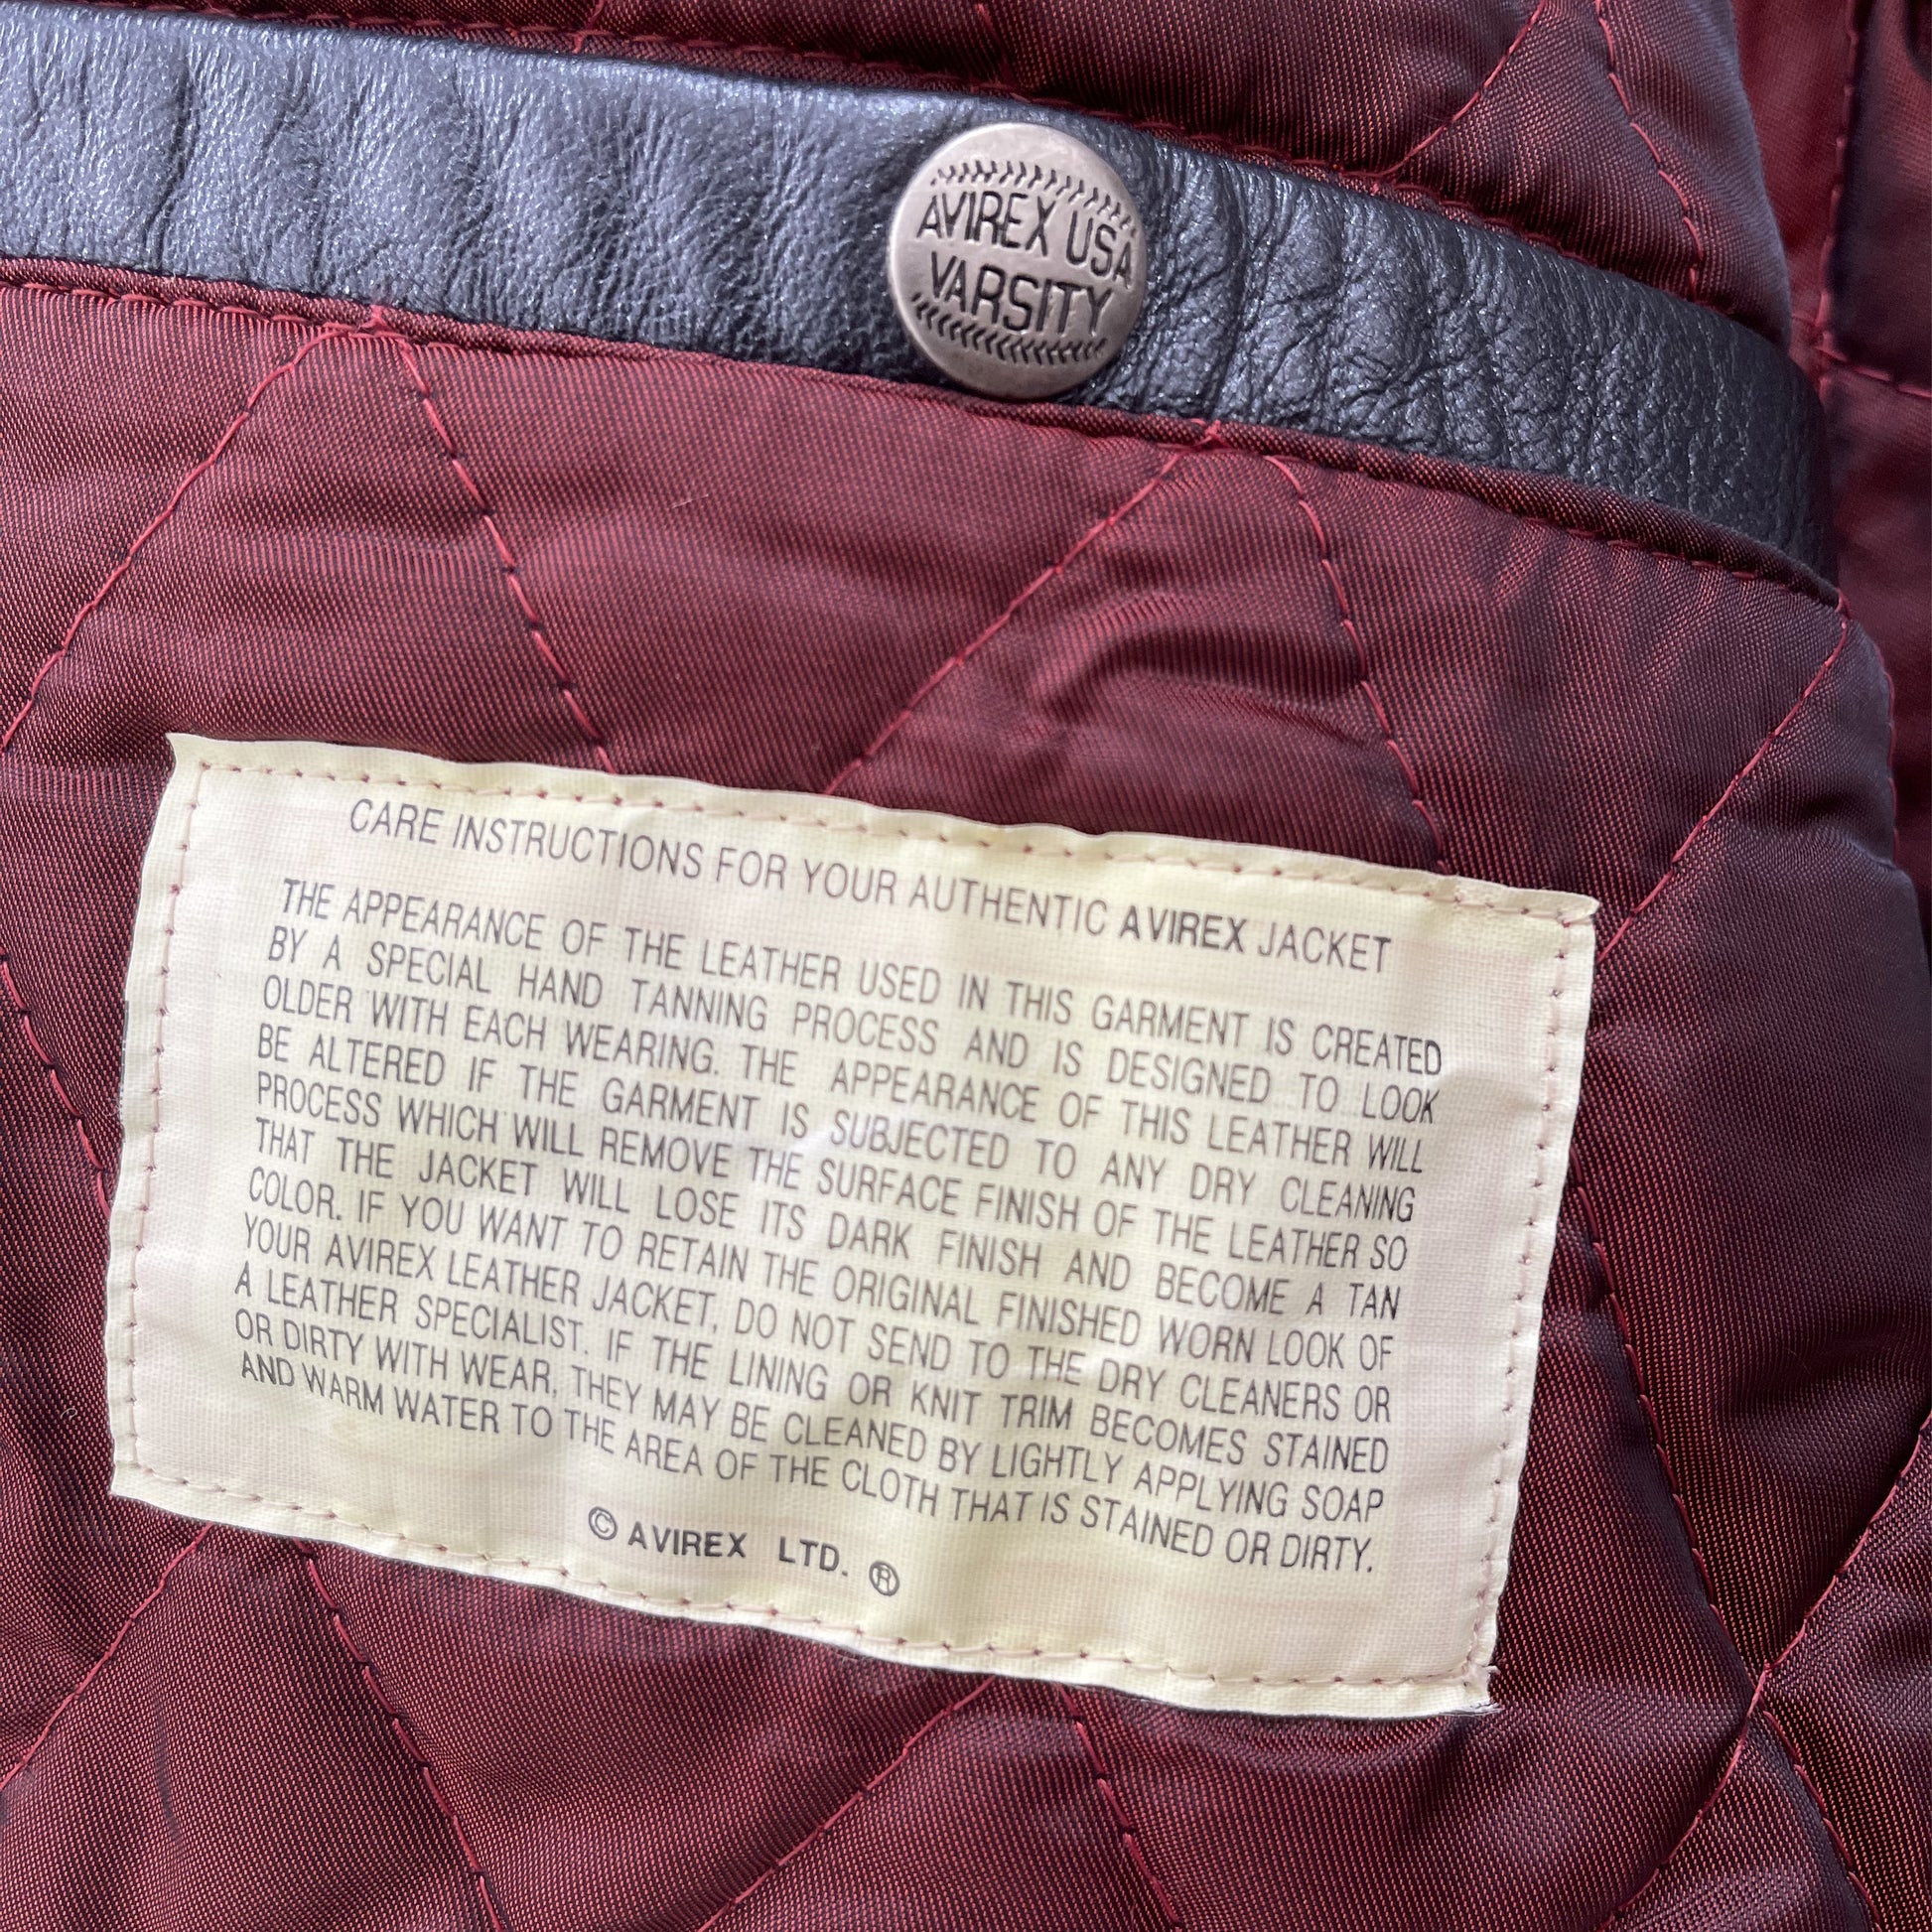 AVIREX USA
VARSITY
CARE INSTRUCTIONS FOR YOUR AUTHENTIC AVIREX JACKET
THE APPEARANCE OF THE LEATHER USED IN THIS GARMENT IS CREATED
BY A SPECIAL HAND TANNING PROCESS AND IS DESIGNED TO LOOK
OLDER WITH EACH WEARING. THE APPEARANCE OF THIS LEATHER WILL
BE ALTERED IF THE GARMENT IS SUBJECTED TO ANY DRY CLEANING
PROCESS WHICH WILL REMOVE THE SURFACE FINISH OF THE LEATHER SO
THAT THE JACKET WILL LOSE ITS DARK FINISH AND BECOME A TAN
COLOR. IF YOU WANT TO RETAIN THE ORIGINAL FINISHED WORN LOOK OF
YOUR AVIREX LEATHER JACKET, DO NOT SEND TO THE DRY CLEANERS OR
A LEATHER SPECIALIST. IF THE LINING OR KNIT TRIM BECOMES STAINED
OR DIRTY WITH WEAR, THEY MAY BE CLEANED BY LIGHTLY APPLYING SOAP
AND WARM WATER TO THE AREA OF THE CLOTH THAT IS STAINED OR DIRTY.
© AVIREX LTD. ®